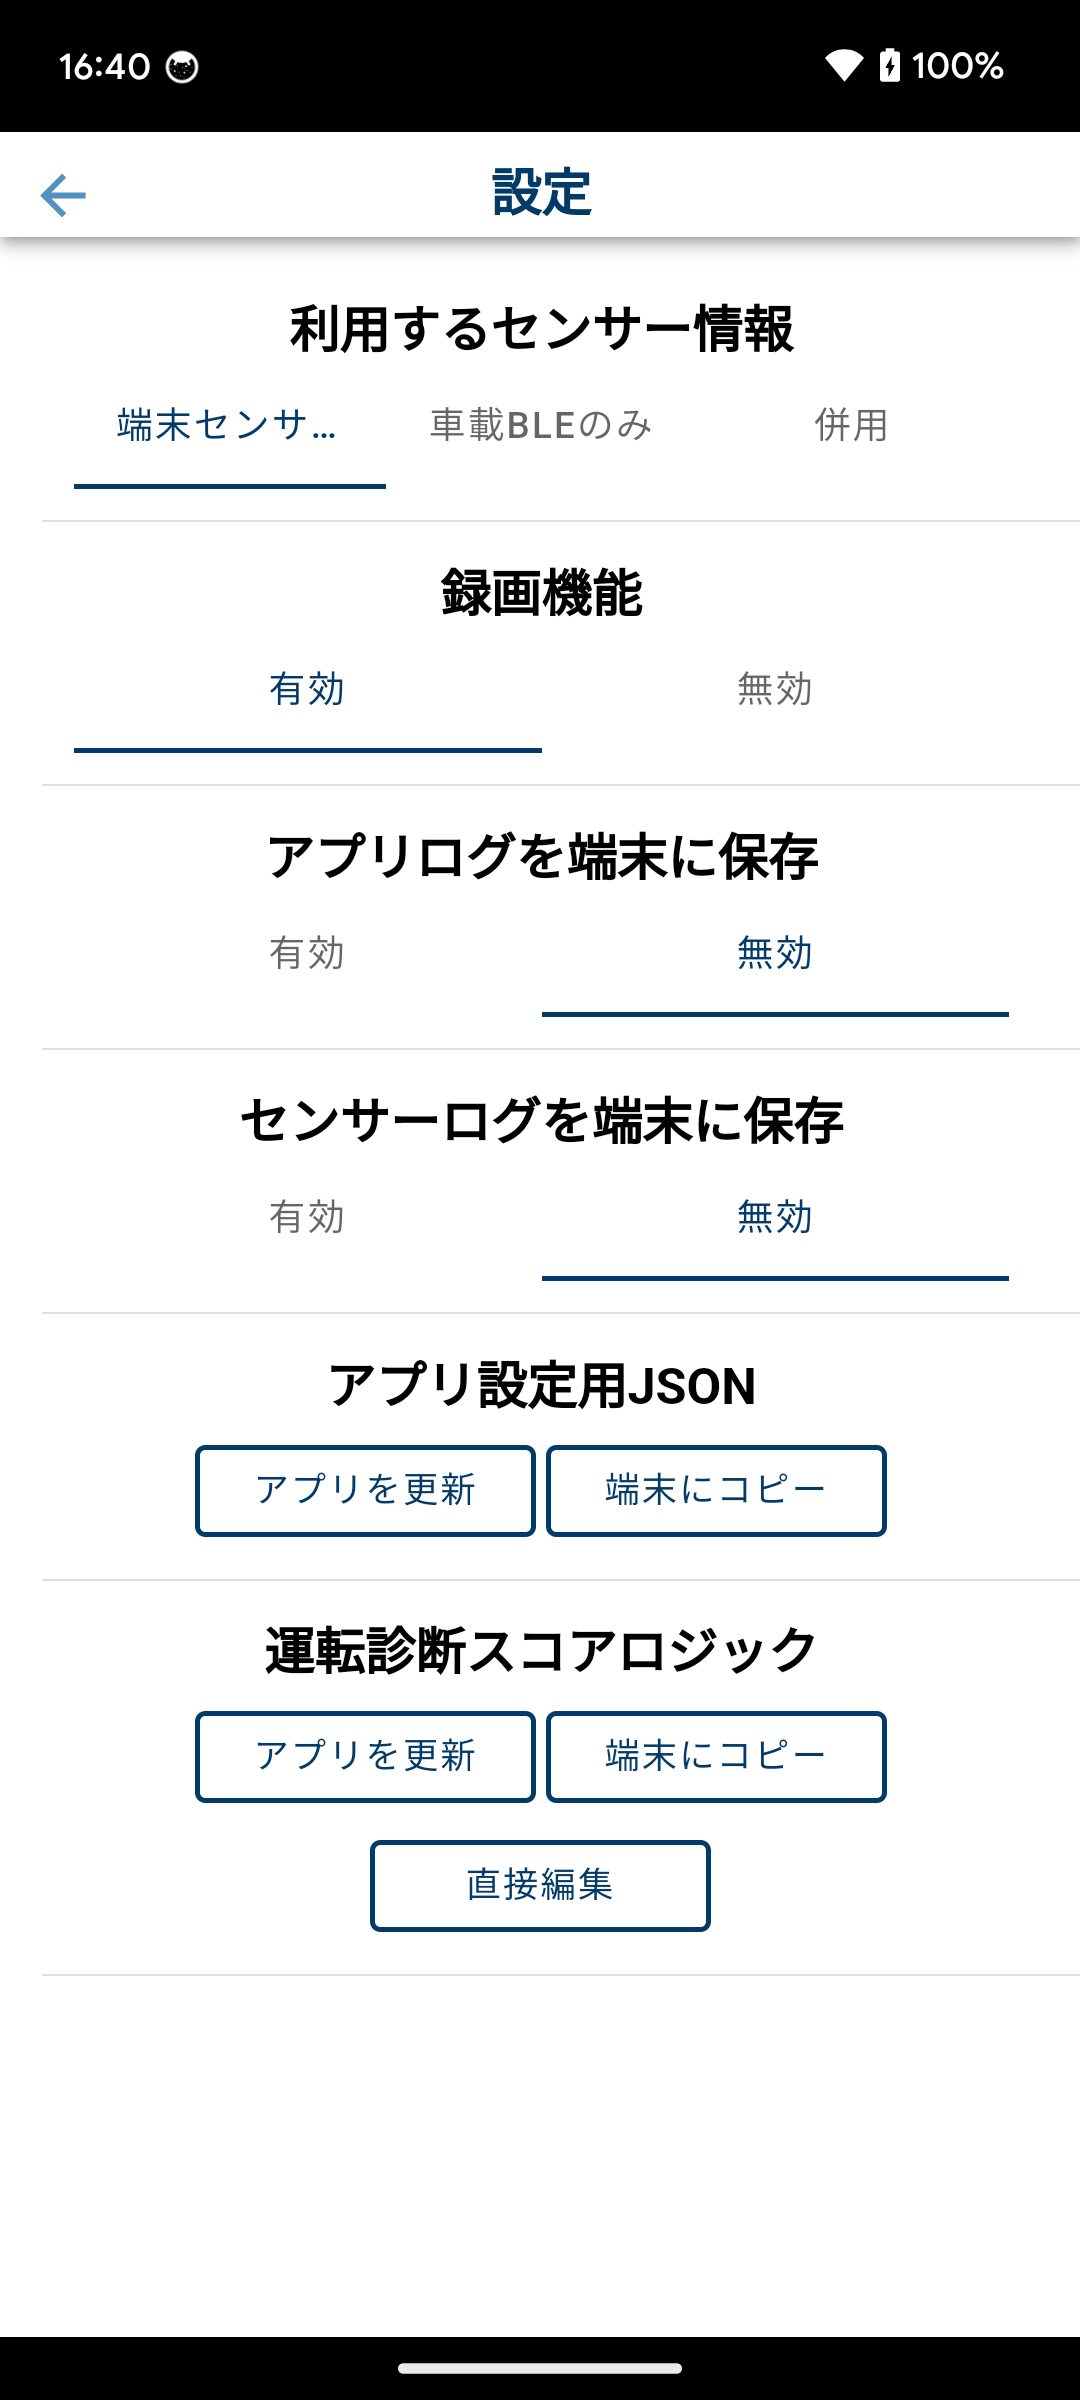 16:40 100%
設定
利用するセンサー情報
端末センサ… 車載BLEのみ 併用
録画機能
有効 無効
アプリログを端末に保存
有効 無効
センサーログを端末に保存
有効 無効
アプリ設定用JSON
アプリを更新 端末にコピー
運転診断スコアロジック
アプリを更新 端末にコピー
直接編集